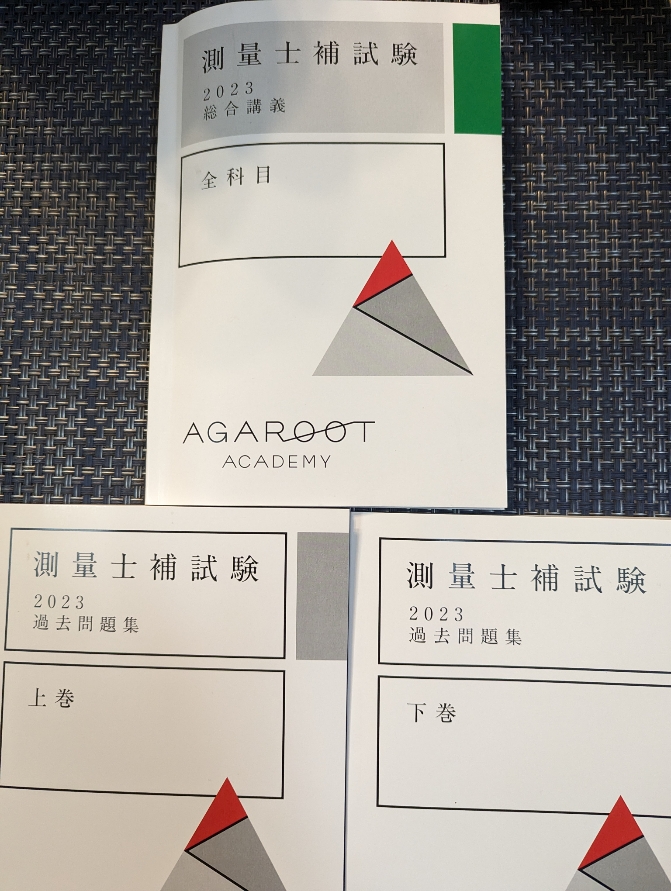 測量士補試験
2023
総合講義
全科目
AGAROOT
ACADEMY
測量士補試験
2023
過去問題集
上巻
測量士補試験
2023
過去問題集
下巻